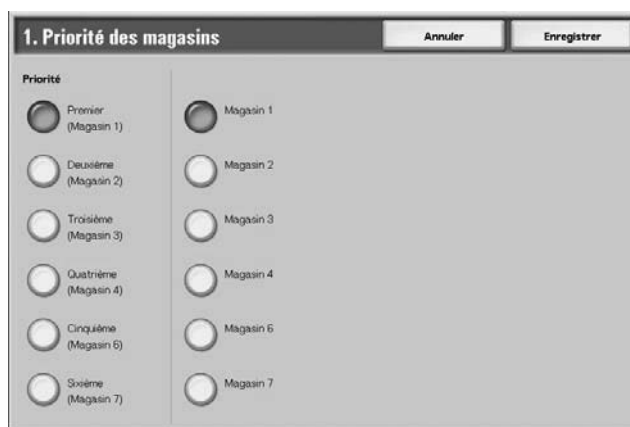 1. Priorité des magasins
Annuler
Enregistrer
Priorité
Premier
(Magasin 1)
Deuxième
(Magasin 2)
Troisième
(Magasin 3)
Quatrième
(Magasin 4)
Cinquième
(Magasin 6)
Sixième
(Magasin 7)
Magasin 1
Magasin 2
Magasin 3
Magasin 4
Magasin 6
Magasin 7